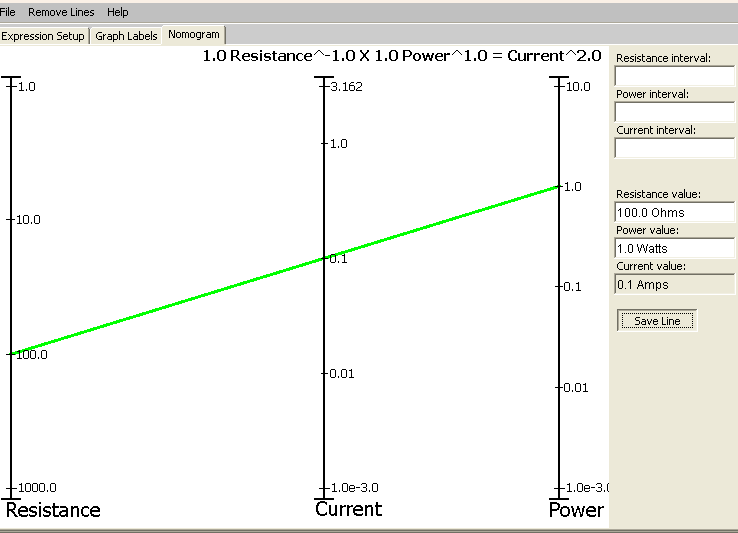 File Remove Lines Help
Expression Setup Graph Labels Nomogram
1.0 Resistance^-1.0 X 1.0 Power^1.0 = Current^2.0
1.0
10.0
100.0
1000.0
Resistance
3.162
1.0
0.1
0.01
1.0e-3.0
Current
10.0
1.0
0.1
0.01
1.0e-3.0
Power
Resistance interval:
Power interval:
Current interval:
Resistance value:
100.0 Ohms
Power value:
1.0 Watts
Current value:
0.1 Amps
Save Line